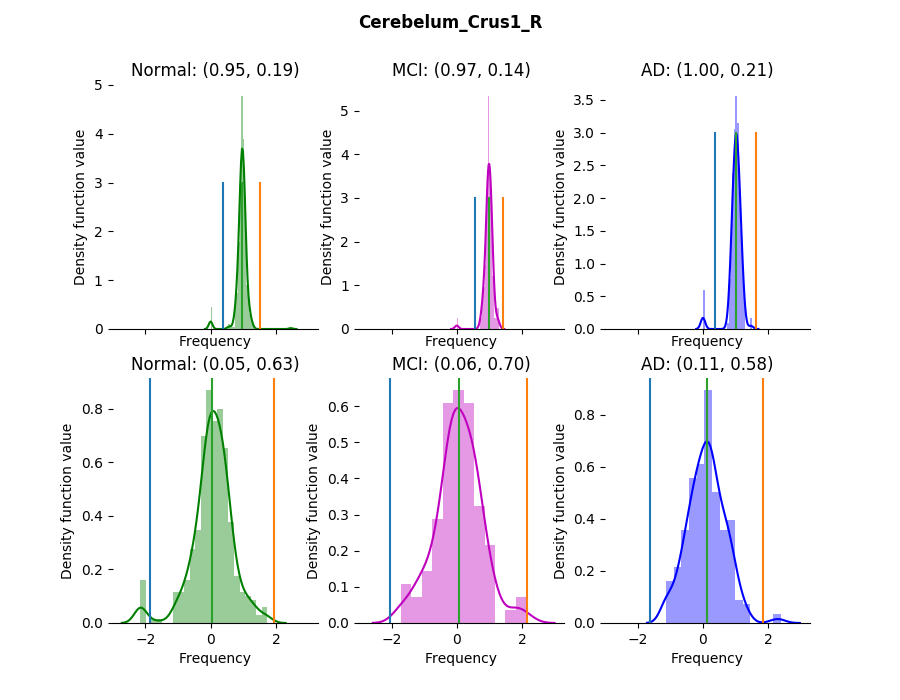 Cerebelum_Crus1_R
Normal: (0.95, 0.19)
MCI: (0.97, 0.14)
AD: (1.00, 0.21)
Density function value
5
4
3
2
1
0
Frequency
Density function value
5
4
3
2
1
0
Frequency
Density function value
3.5
3.0
2.5
2.0
1.5
1.0
0.5
0.0
Frequency
Normal: (0.05, 0.63)
MCI: (0.06, 0.70)
AD: (0.11, 0.58)
Density function value
0.8
0.6
0.4
0.2
0.0
−2 0 2
Frequency
Density function value
0.6
0.5
0.4
0.3
0.2
0.1
0.0
−2 0 2
Frequency
Density function value
0.8
0.6
0.4
0.2
0.0
−2 0 2
Frequency